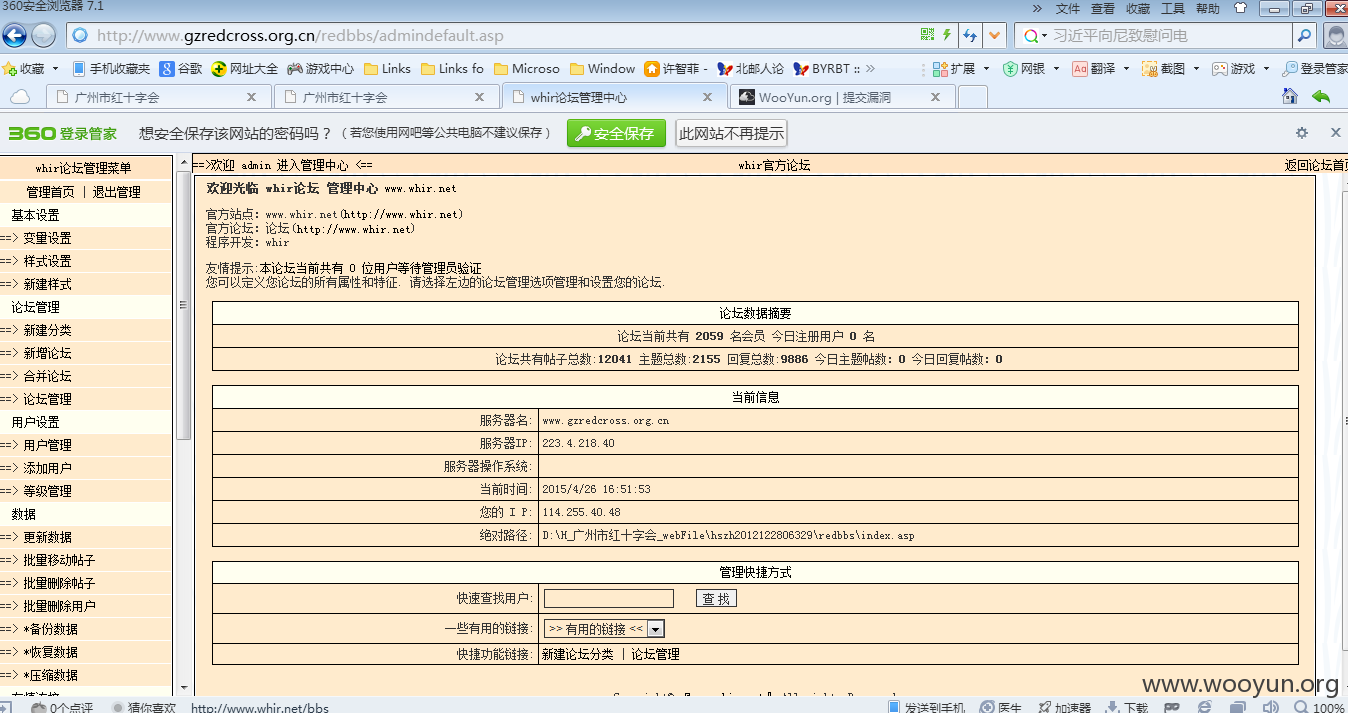 360安全浏览器 7.1
» 文件 查看 收藏 工具 帮助
http://www.gzredcross.org.cn/redbbs/admindefault.asp
习近平向尼致慰问电
收藏 手机收藏夹 谷歌 网址大全 游戏中心 Links Links fo Microso Window 许智菲 - 北邮人论 BYRBT :: » 扩展 网银 翻译 截图 游戏 登录管家
广州市红十字会 广州市红十字会 whir论坛管理中心 WooYun.org | 提交漏洞
360 登录管家 想安全保存该网站的密码吗？（若您使用网吧等公共电脑不建议保存） 安全保存 此网站不再提示
whir论坛管理菜单
管理首页 | 退出管理
基本设置
==> 变量设置
==> 样式设置
==> 新建样式
论坛管理
==> 新建分类
==> 新增论坛
==> 合并论坛
==> 论坛管理
用户设置
==> 用户管理
==> 添加用户
==> 等级管理
数据
==> 更新数据
==> 批量移动帖子
==> 批量删除帖子
==> 批量删除用户
==> *备份数据
==> *恢复数据
==> *压缩数据
==>欢迎 admin 进入管理中心 <== whir官方论坛 返回论坛首页
欢迎光临 whir论坛 管理中心 www.whir.net
官方站点: www.whir.net(http://www.whir.net)
官方论坛: 论坛(http://www.whir.net)
程序开发: whir
友情提示:本论坛当前共有 0 位用户等待管理员验证
您可以定义您论坛的所有属性和特征. 请选择左边的论坛管理选项管理和设置您的论坛.
论坛数据摘要
论坛当前共有 2059 名会员 今日注册用户 0 名
论坛共有帖子总数:12041 主题总数:2155 回复总数:9886 今日主题帖数: 0 今日回复帖数: 0
当前信息
服务器名: www.gzredcross.org.cn
服务器IP: 223.4.218.40
服务器操作系统:
当前时间: 2015/4/26 16:51:53
您的 I P: 114.255.40.48
绝对路径: D:\H_广州市红十字会_webFile\hszh2012122806329\redbbs\index.asp
管理快捷方式
快速查找用户: 查 找
一些有用的链接: >> 有用的链接 <<
快捷功能链接: 新建论坛分类 | 论坛管理
www.wooyun.org
0个点评 猜你喜欢 http://www.whir.net/bbs 发送到手机 医生 加速器 下载 100%